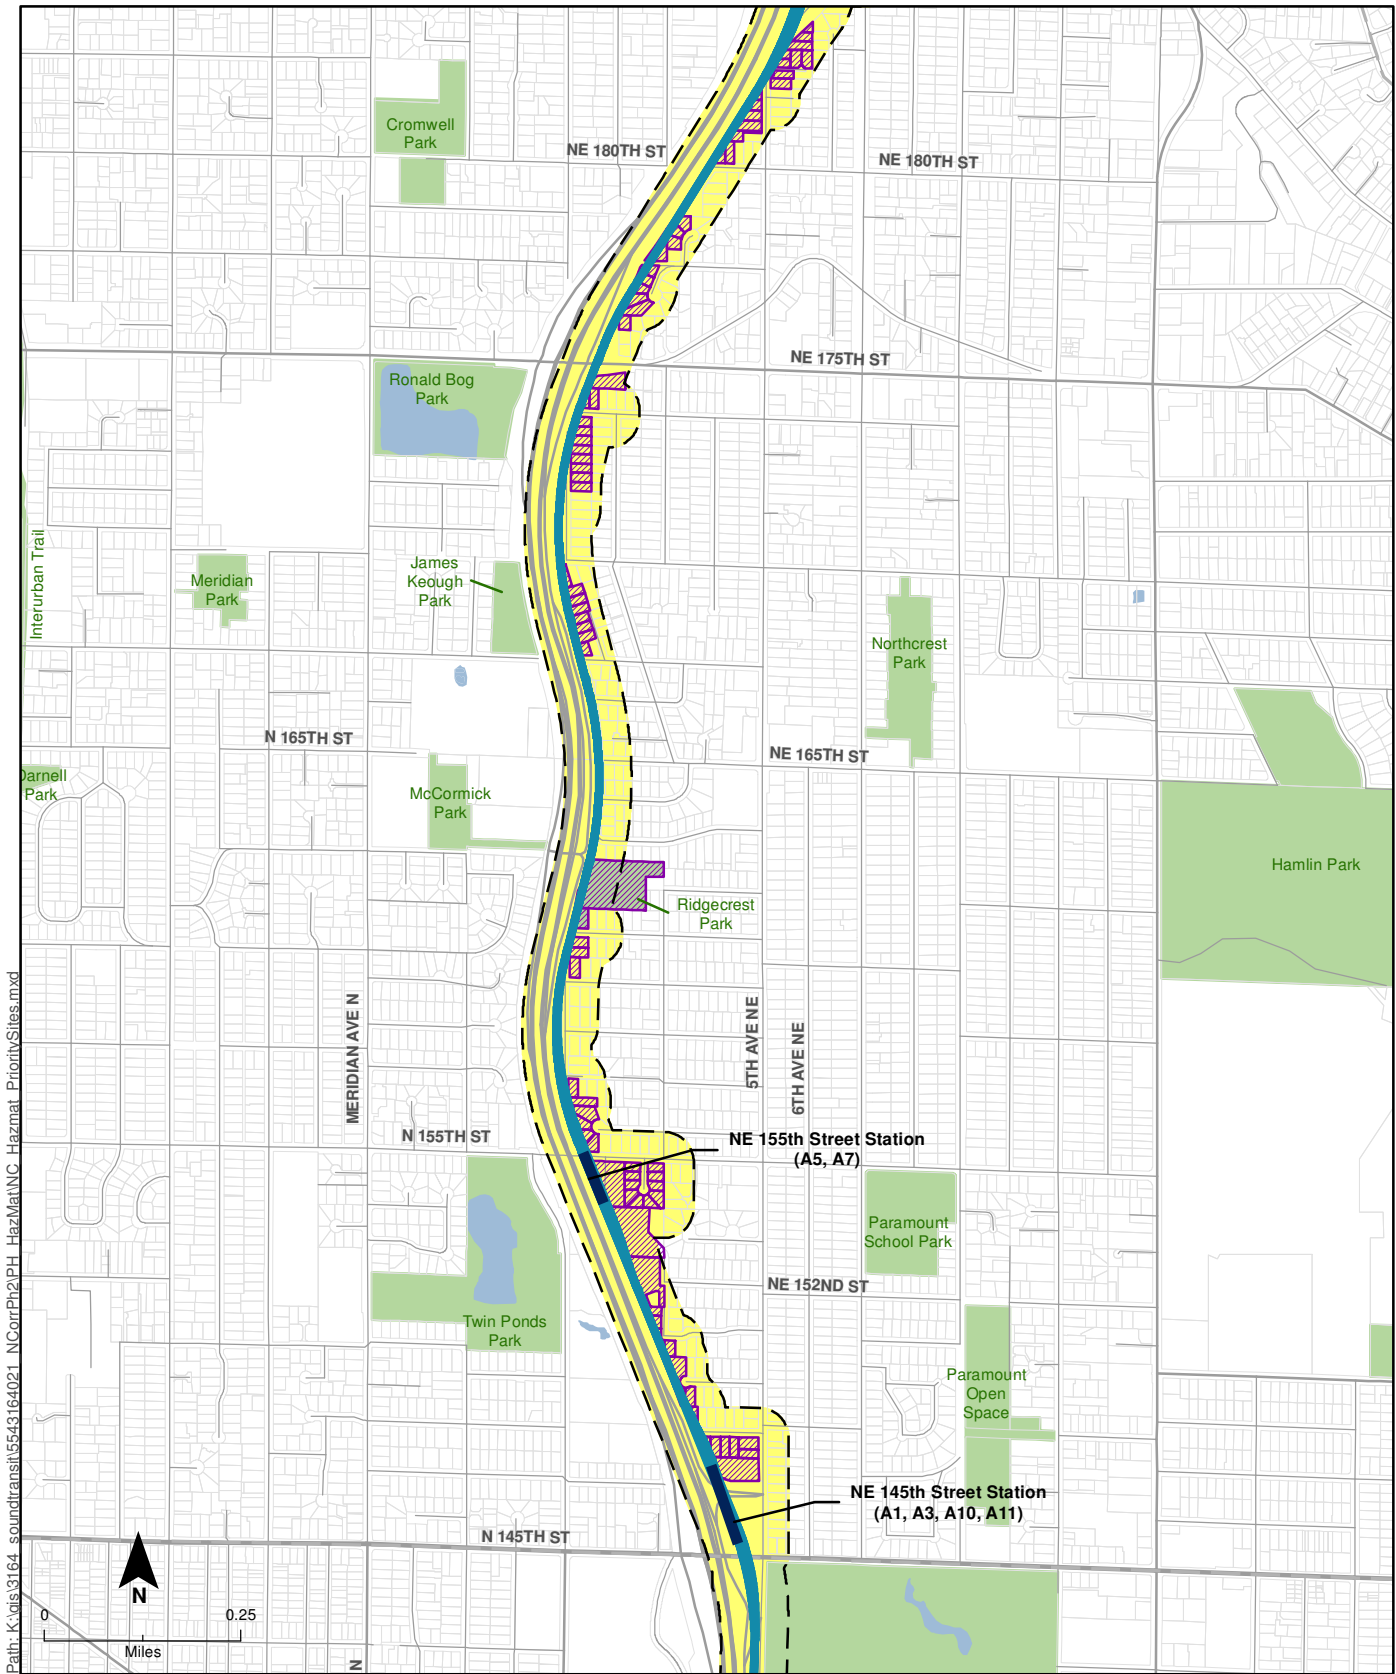 Cromwell
Park
NE 180TH ST
NE 180TH ST
NE 175TH ST
Ronald Bog
Park
Interurban Trail
Meridian
Park
James
Keough
Park
Northcrest
Park
N 165TH ST
NE 165TH ST
Darnell
Park
McCormick
Park
Hamlin Park
Ridgecrest
Park
MERIDIAN AVE N
5TH AVE NE
6TH AVE NE
N 155TH ST
NE 155th Street Station
(A5, A7)
Paramount
School Park
NE 152ND ST
Twin Ponds
Park
Paramount
Open
Space
NE 145th Street Station
(A1, A3, A10, A11)
N 145TH ST
N
0
0.25
Miles
N
Path: K:\gis\3164_soundtransit\5543164021_NCorrPh2\PH_HazMat\NC_Hazmat_PrioritySites.mxd